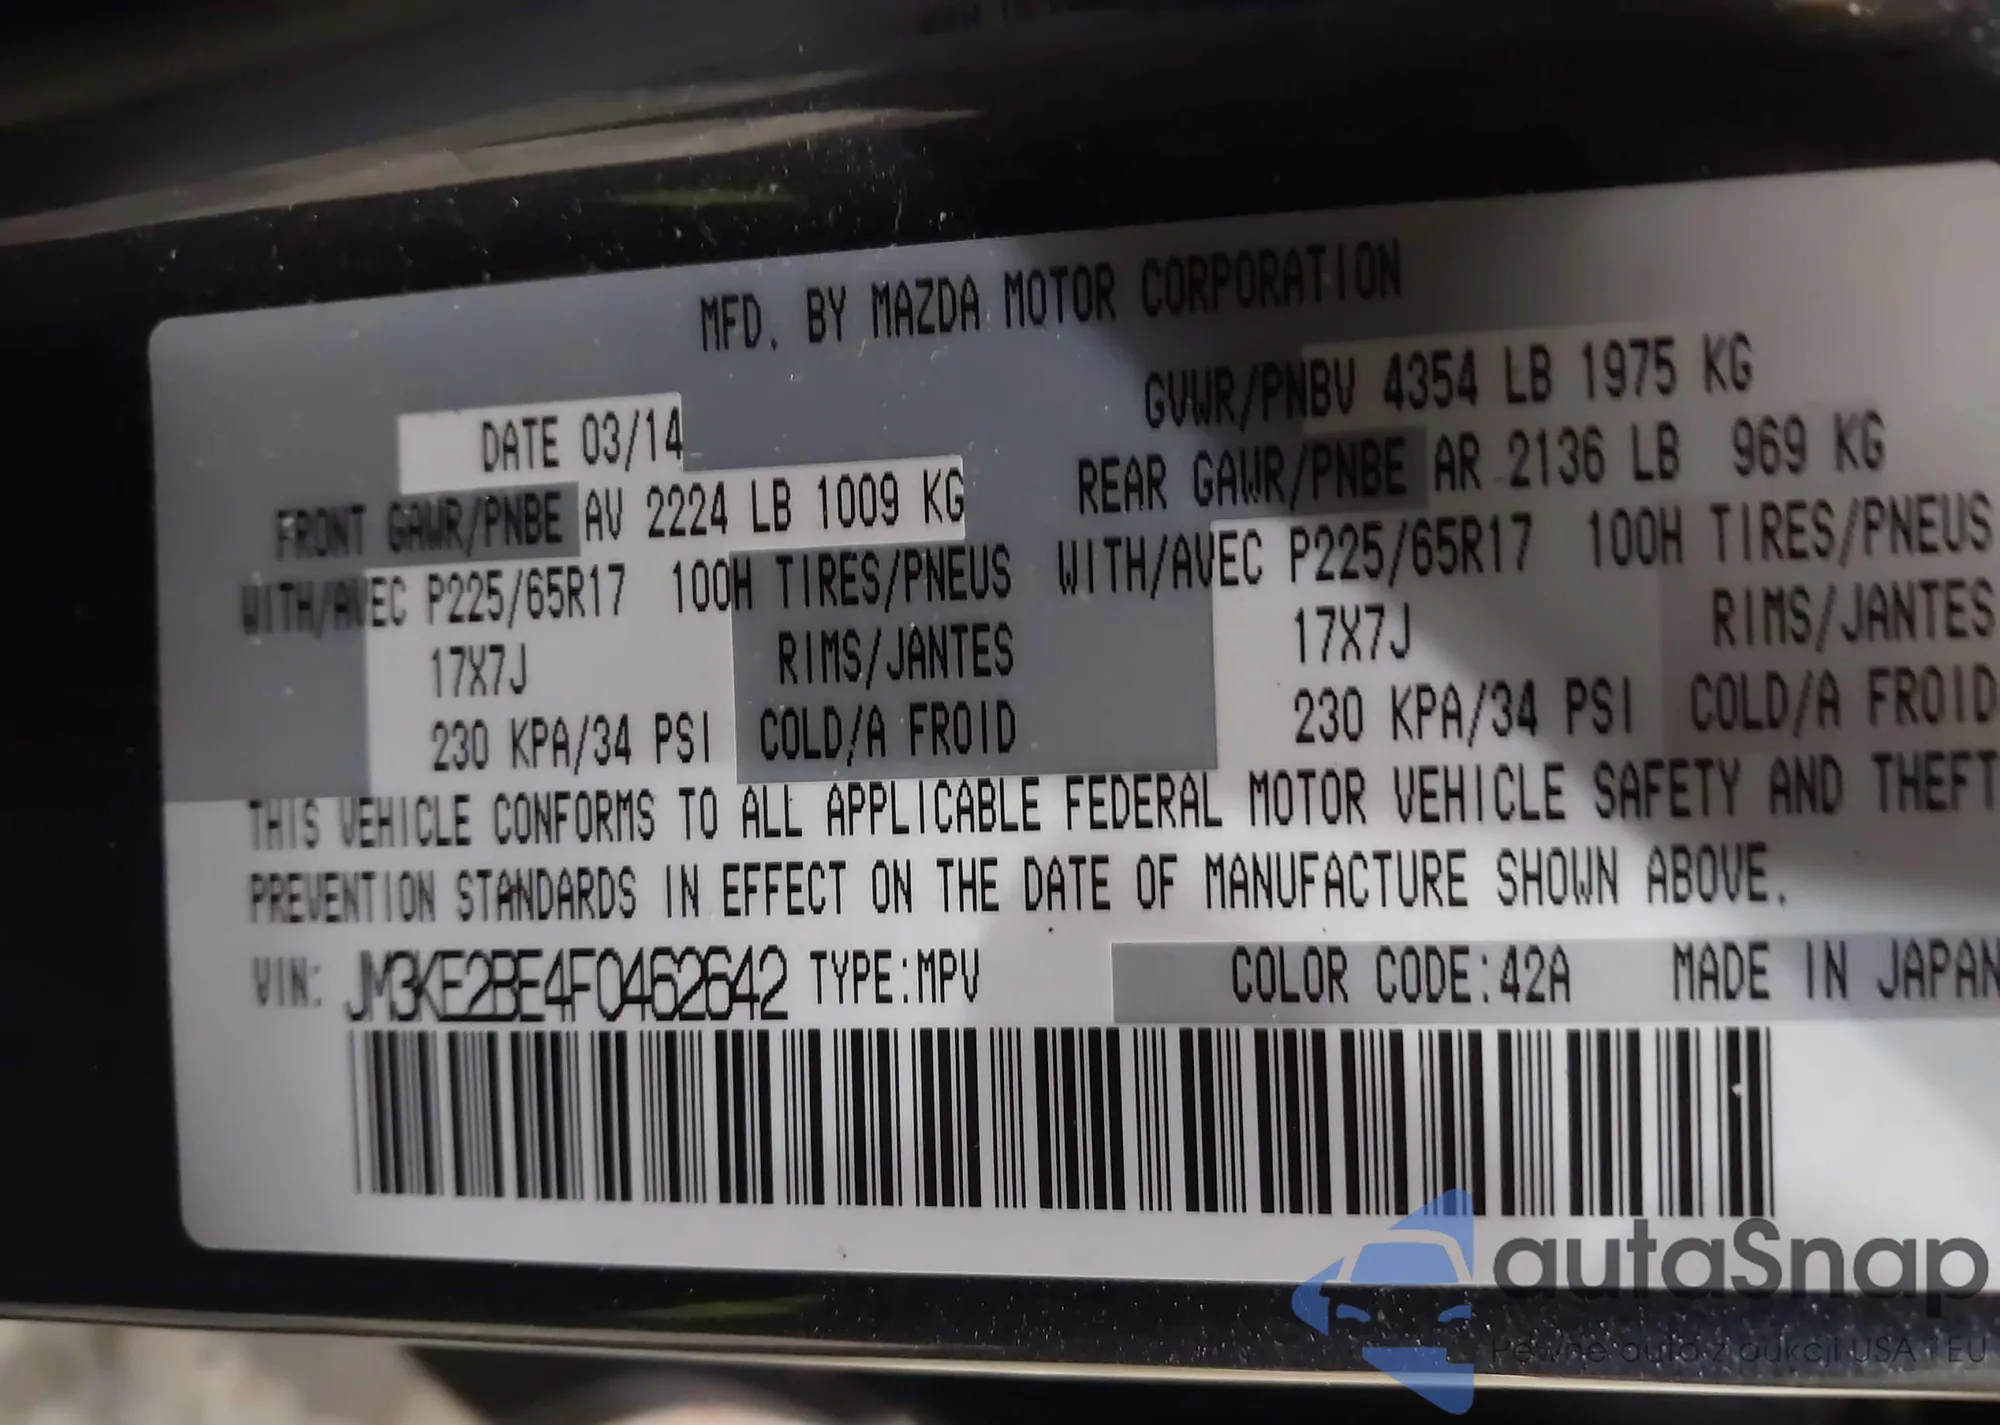 MFD. BY MAZDA MOTOR CORPORATION
GVWR/PNBV 4354 LB 1975 KG
DATE 03/14
FRONT GAWR/PNBE AV 2224 LB 1009 KG
REAR GAWR/PNBE AR 2136 LB 969 KG
WITH/AVEC P225/65R17 100H TIRES/PNEUS
WITH/AVEC P225/65R17 100H TIRES/PNEUS
17X7J RIMS/JANTES
17X7J RIMS/JANTES
230 KPA/34 PSI COLD/A FROID
230 KPA/34 PSI COLD/A FROID
THIS VEHICLE CONFORMS TO ALL APPLICABLE FEDERAL MOTOR VEHICLE SAFETY AND THEFT
PREVENTION STANDARDS IN EFFECT ON THE DATE OF MANUFACTURE SHOWN ABOVE.
VIN: JM3KE2BE4F0462642 TYPE:MPV COLOR CODE:42A MADE IN JAPAN
autaSnap
Pewne auta z aukcji USA i EU